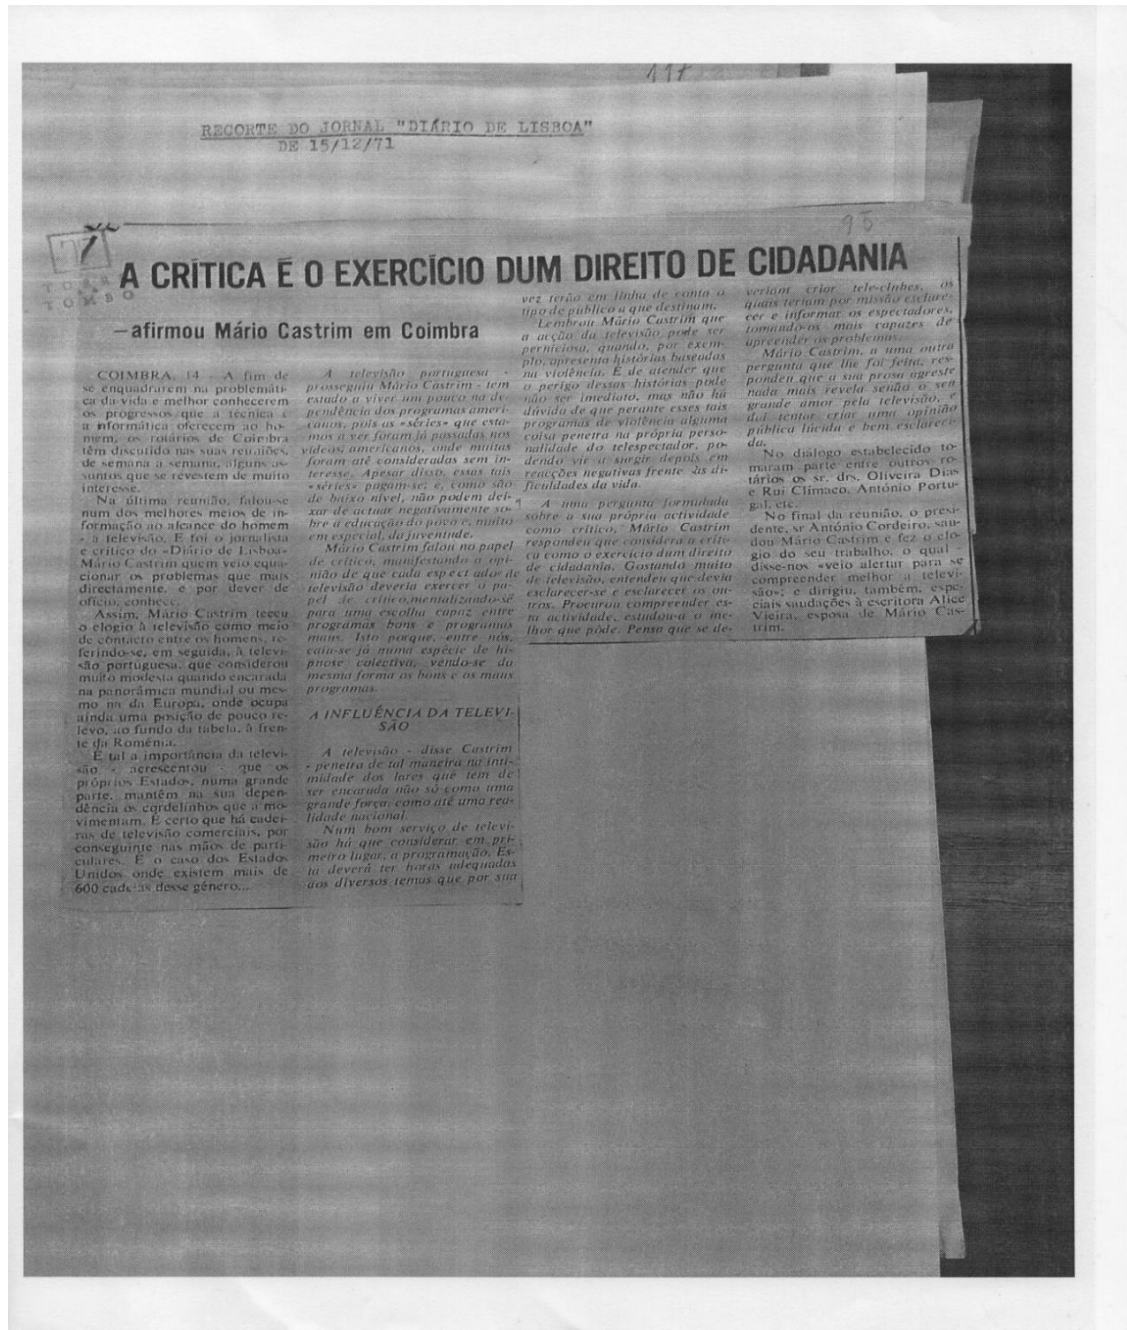 117
RECORTE DO JORNAL "DIÁRIO DE LISBOA"
DE 15/12/71
95
TORRE
TOMBO
A CRÍTICA É O EXERCÍCIO DUM DIREITO DE CIDADANIA
—afirmou Mário Castrim em Coimbra
COIMBRA, 14 - A fim de
se enquadrarem na problemáti-
ca da vida e melhor conhecerem
os progressos que a técnica e
a nformática oferecem ao ho-
mem, os rotários de Coimbra
têm discutido nas suas reuniões,
de semana a semana, alguns as-
suntos que se revestem de muito
interesse.
Na última reunião, falou-se
num dos melhores meios de in-
formação ao alcance do homem
- a televisão. E foi o jornalista
e crítico do «Diário de Lisboa»
Mário Castrim quem veio equa-
cionar os problemas que mais
directamente, e por dever de
ofício, conhece.
Assim, Mário Castrim teceu
o elogio à televisão como meio
de contacto entre os homens, re-
ferindo-se, em seguida, à televi-
são portuguesa, que considerou
muito modesta quando encarada
na panorâmica mundial ou mes-
mo na da Europa, onde ocupa
ainda uma posição de pouco re-
levo, ao fundo da tabela, à fren-
te da Roménia.
É tal a importância da televi-
são - acrescentou - que os
próprios Estados, numa grande
parte, mantêm na sua depen-
dência os cordelinhos que a mo-
vimentam. É certo que há cadei-
ras de televisão comerciais, por
conseguinte nas mãos de parti-
culares. É o caso dos Estados
Unidos onde existem mais de
600 cadeias desse género...
A televisão portuguesa -
prosseguiu Mário Castrim - tem
estado a viver um pouco na de-
pendência dos programas ameri-
canos, pois as «séries» que esta-
mos a ver foram já passadas nos
vídeos, americanos, onde muitas
foram até consideradas sem in-
teresse. Apesar disso, essas tais
«séries» pagam-se; e, como são
de baixo nível, não podem dei-
xar de actuar negativamente so-
bre a educação do povo e, muito
em especial, da juventude.
Mário Castrim falou no papel
de crítico, manifestando a opi-
nião de que cada espectador de
televisão deveria exercer o pa-
pel de crítico, mentalizando-se
para uma escolha capaz entre
programas bons e programas
maus. Isto porque, entre nós,
caiu-se já numa espécie de hi-
pnose colectiva, vendo-se da
mesma forma os bons e os maus
programas.
A INFLUÊNCIA DA TELEVI-
SÃO
A televisão - disse Castrim
- penetra de tal maneira na inti-
midade dos lares que tem de
ser encarada não só como uma
grande força, como até uma rea-
lidade nacional.
Num bom serviço de televi-
são há que considerar em pri-
meiro lugar, a programação. Es-
ta deverá ter horas adequadas
aos diversos temas que por sua
vez terão em linha de conta o
tipo de público a que destinam.
Lembrou Mário Castrim que
a acção da televisão pode ser
perniciosa, quando, por exem-
plo, apresenta histórias baseadas
na violência. É de atender que
o perigo dessas histórias pode
não ser imediato, mas não há
dúvida de que perante esses tais
programas de violência alguma
coisa penetra na própria perso-
nalidade do telespectador, po-
dendo vir a surgir depois em
reacções negativas frente às di-
ficuldades da vida.
A uma pergunta formulada
sobre a sua própria actividade
como crítico, Mário Castrim
respondeu que considera a críti-
ca como o exercício dum direito
de cidadania. Gostando muito
de televisão, entendeu que devia
esclarecer-se e esclarecer os ou-
tros. Procurou compreender es-
ta actividade, estudou-a o me-
lhor que pôde. Pensa que se de-
veriam criar tele-clubes, os
quais teriam por missão esclare-
cer e informar os espectadores,
tornando-os mais capazes de
apreender os problemas.
Mário Castrim, a uma outra
pergunta que lhe foi feita, res-
pondeu que a sua prosa agreste
nada mais revela senão o seu
grande amor pela televisão, e
daí tentar criar uma opinião
pública lúcida e bem esclareci-
da.
No diálogo estabelecido to-
maram parte entre outros ro-
tários os sr. drs. Oliveira Dias
e Rui Clímaco, António Portu-
gal, etc.
No final da reunião, o presi-
dente, sr António Cordeiro, sau-
dou Mário Castrim e fez o elo-
gio do seu trabalho, o qual -
disse-nos «veio alertar para se
compreender melhor a televi-
são»; e dirigiu, também, espe-
ciais saudações à escritora Alice
Vieira, esposa de Mário Cas-
trim.